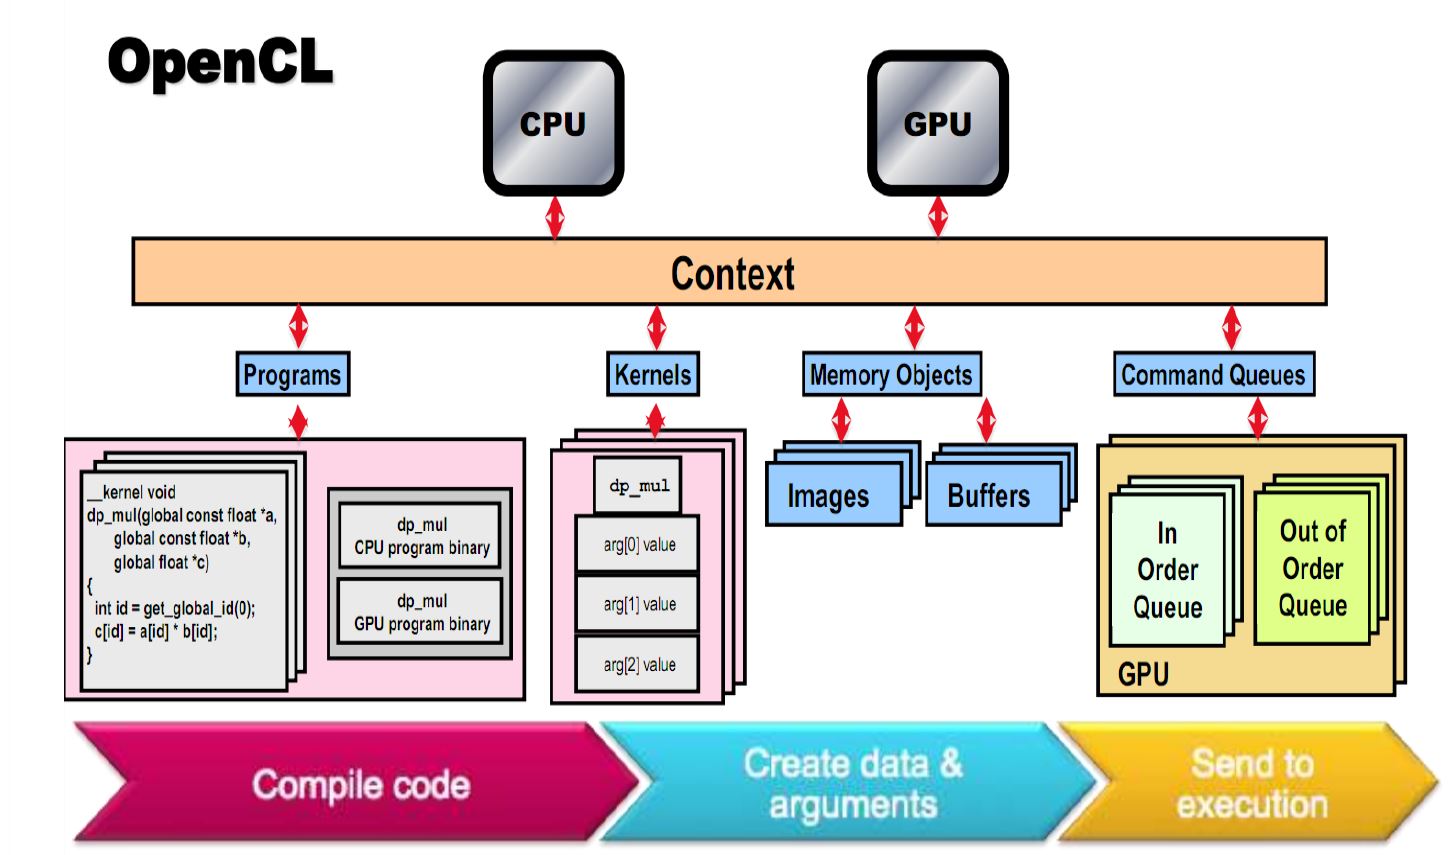 OpenCL
CPU
GPU
Context
Programs
Kernels
Memory Objects
Command Queues
__kernel void
dp_mul(global const float *a,
global const float *b,
global float *c)
{
int id = get_global_id(0);
c[id] = a[id] * b[id];
}
dp_mul
CPU program binary
dp_mul
GPU program binary
dp_mul
arg[0] value
arg[1] value
arg[2] value
Images
Buffers
In
Order
Queue
Out of
Order
Queue
GPU
Compile code
Create data &
arguments
Send to
execution